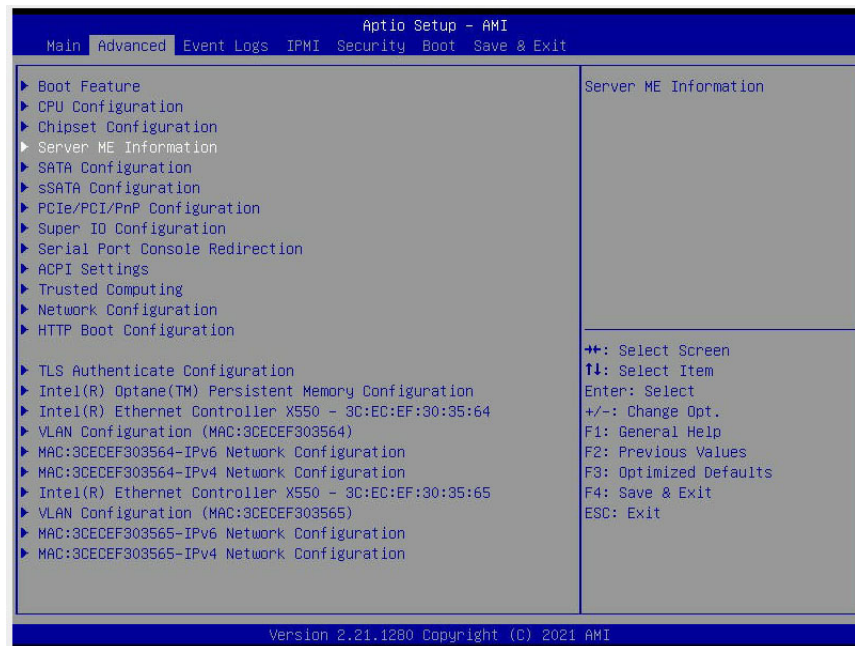 Aptio Setup – AMI
Main Advanced Event Logs IPMI Security Boot Save & Exit
Boot Feature
CPU Configuration
Chipset Configuration
Server ME Information
SATA Configuration
sSATA Configuration
PCIe/PCI/PnP Configuration
Super IO Configuration
Serial Port Console Redirection
ACPI Settings
Trusted Computing
Network Configuration
HTTP Boot Configuration
TLS Authenticate Configuration
Intel(R) Optane(TM) Persistent Memory Configuration
Intel(R) Ethernet Controller X550 – 3C:EC:EF:30:35:64
VLAN Configuration (MAC:3CECEF303564)
MAC:3CECEF303564-IPv6 Network Configuration
MAC:3CECEF303564-IPv4 Network Configuration
Intel(R) Ethernet Controller X550 – 3C:EC:EF:30:35:65
VLAN Configuration (MAC:3CECEF303565)
MAC:3CECEF303565-IPv6 Network Configuration
MAC:3CECEF303565-IPv4 Network Configuration
Server ME Information
→←: Select Screen
↑↓: Select Item
Enter: Select
+/-: Change Opt.
F1: General Help
F2: Previous Values
F3: Optimized Defaults
F4: Save & Exit
ESC: Exit
Version 2.21.1280 Copyright (C) 2021 AMI